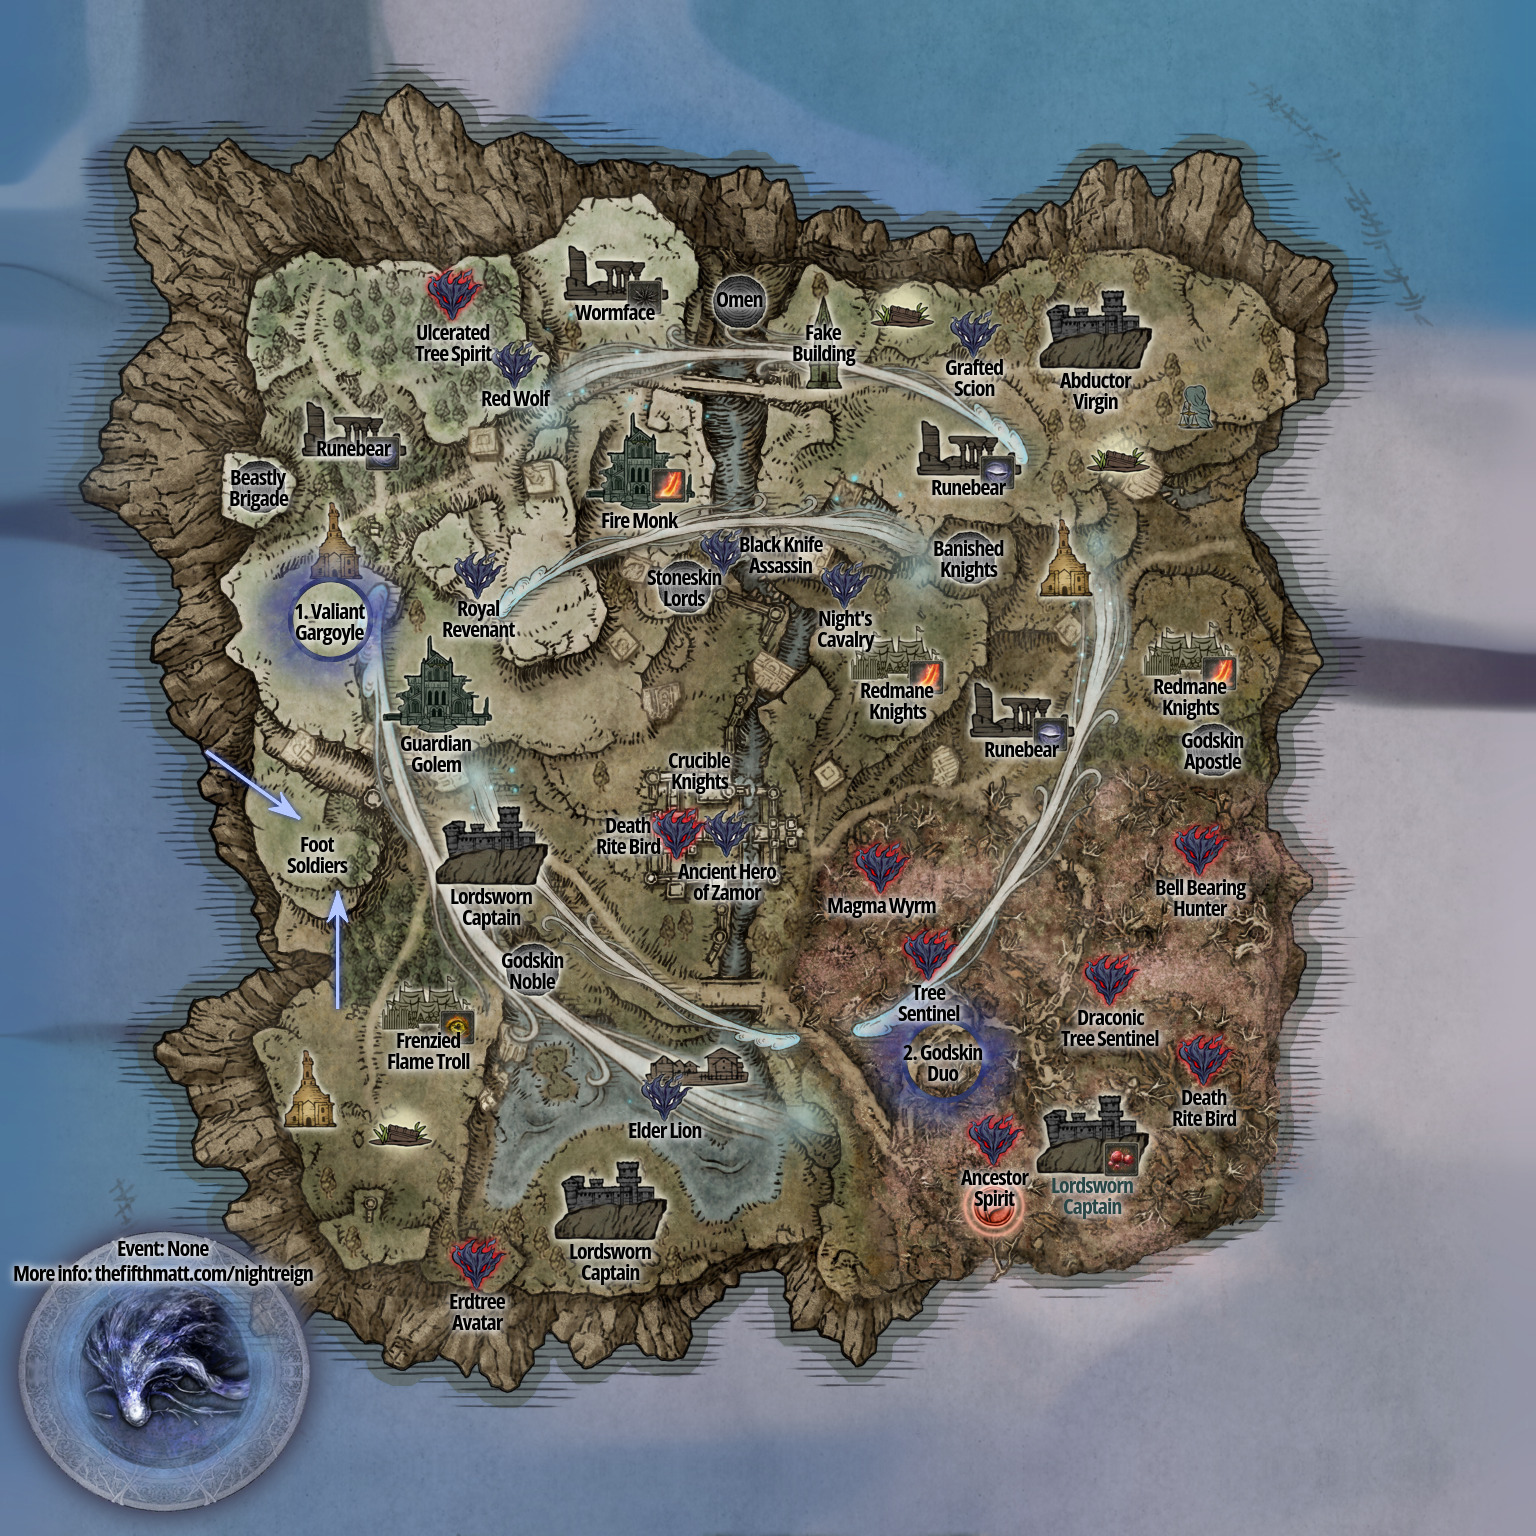 Omen
Wormface
Ulcerated
Tree Spirit
Red Wolf
Fake
Building
Grafted
Scion
Abductor
Virgin
Runebear
Beastly
Brigade
Fire Monk
Runebear
Black Knife
Assassin
Banished
Knights
Stoneskin
Lords
1. Valiant
Gargoyle
Royal
Revenant
Night's
Cavalry
Redmane
Knights
Redmane
Knights
Guardian
Golem
Runebear
Godskin
Apostle
Crucible
Knights
Foot
Soldiers
Death
Rite Bird
Ancient Hero
of Zamor
Lordsworn
Captain
Magma Wyrm
Bell Bearing
Hunter
Godskin
Noble
Tree
Sentinel
Draconic
Tree Sentinel
Frenzied
Flame Troll
2. Godskin
Duo
Death
Rite Bird
Elder Lion
Ancestor
Spirit
Lordsworn
Captain
Lordsworn
Captain
Erdtree
Avatar
Event: None
More info: thefifthmatt.com/nightreign